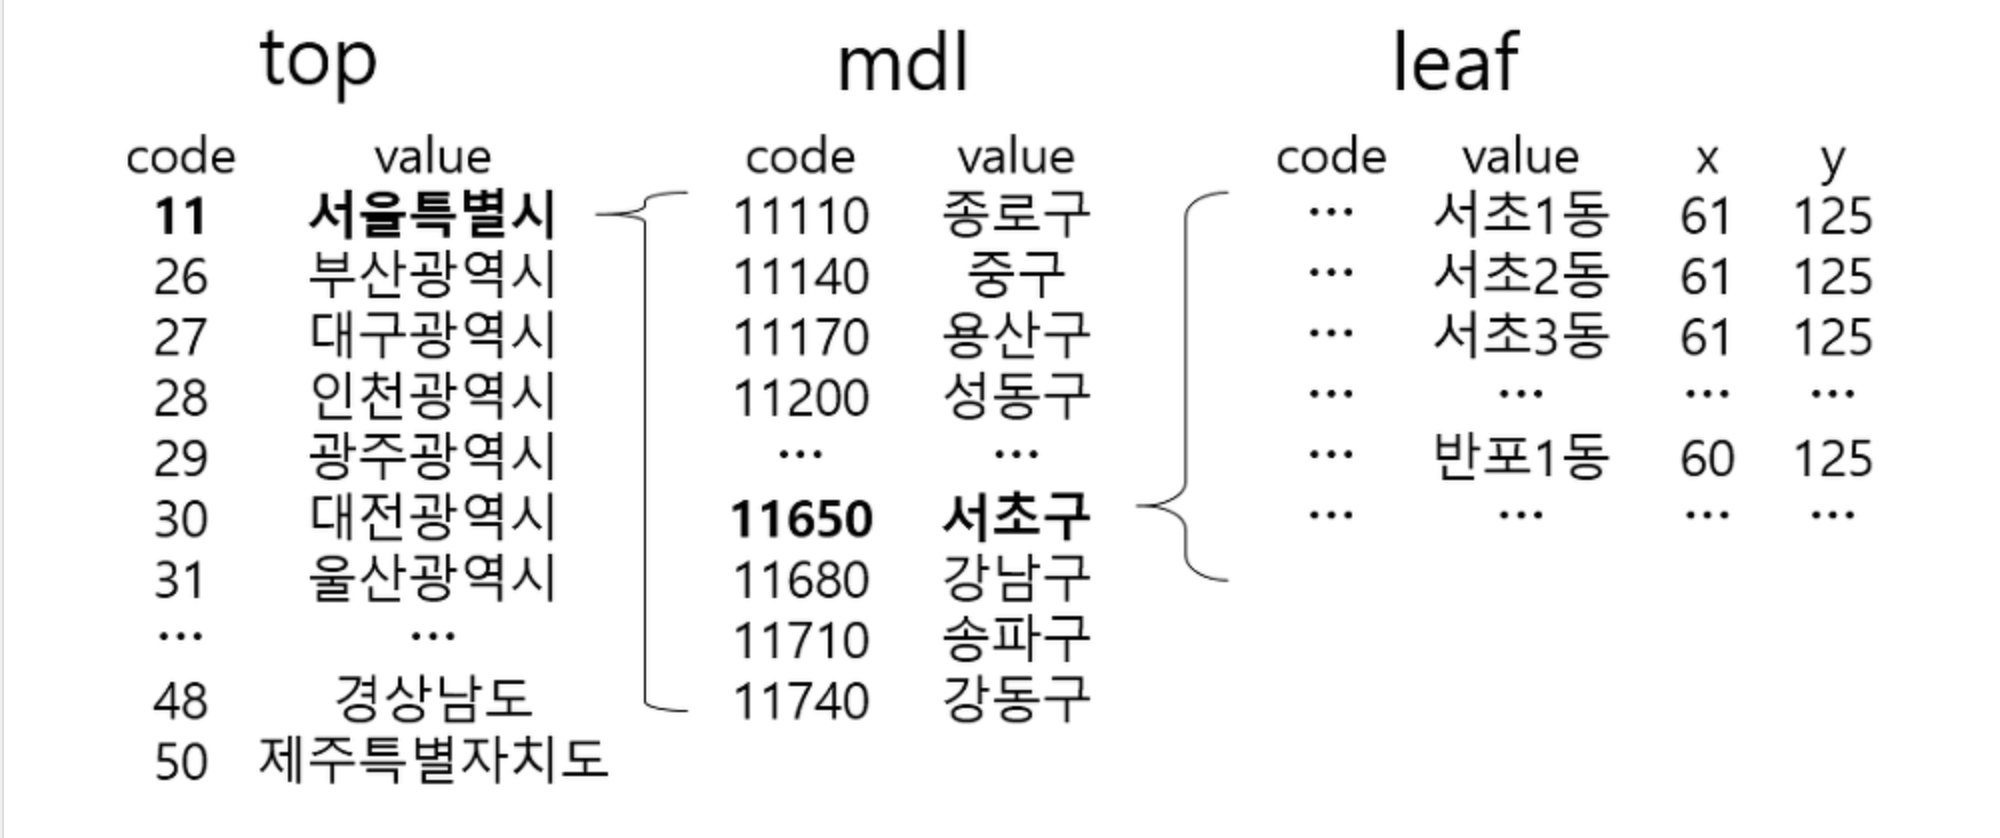 top mdl leaf
code value code value code value x y
11 서울특별시 11110 종로구 ... 서초1동 61 125
26 부산광역시 11140 중구 ... 서초2동 61 125
27 대구광역시 11170 용산구 ... 서초3동 61 125
28 인천광역시 11200 성동구 ... ... ... ...
29 광주광역시 ... ... ... 반포1동 60 125
30 대전광역시 11650 서초구 ... ... ... ...
31 울산광역시 11680 강남구
... ... 11710 송파구
48 경상남도 11740 강동구
50 제주특별자치도